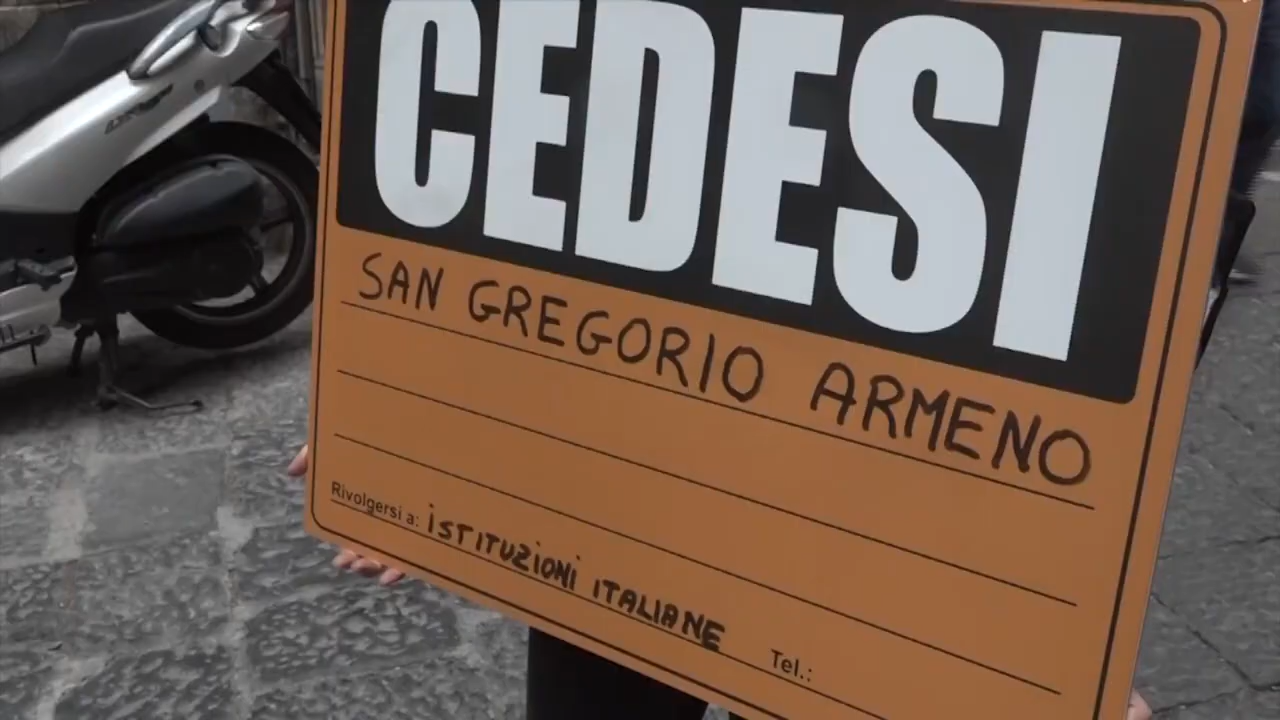 CEDESI
SAN GREGORIO ARMENO
Rivolgersi a: iSTITUZIONI ITALIANE Tel.: